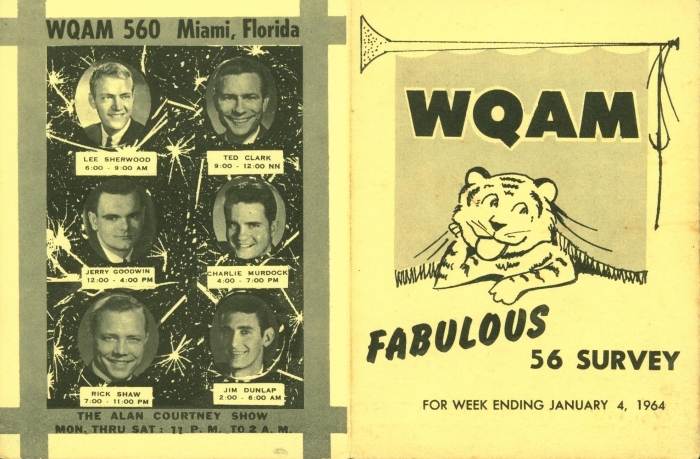 WQAM 560 Miami, Florida
LEE SHERWOOD
6:00 - 9:00 AM
TED CLARK
9:00 - 12:00 NN
JERRY GOODWIN
12:00 - 4:00 PM
CHARLIE MURDOCK
4:00 - 7:00 PM
RICK SHAW
7:00 - 11:00 PM
JIM DUNLAP
2:00 - 6:00 AM
THE ALAN COURTNEY SHOW
MON. THRU SAT: 11 P. M. TO 2 A. M.
WQAM
FABULOUS
56 SURVEY
FOR WEEK ENDING JANUARY 4, 1964